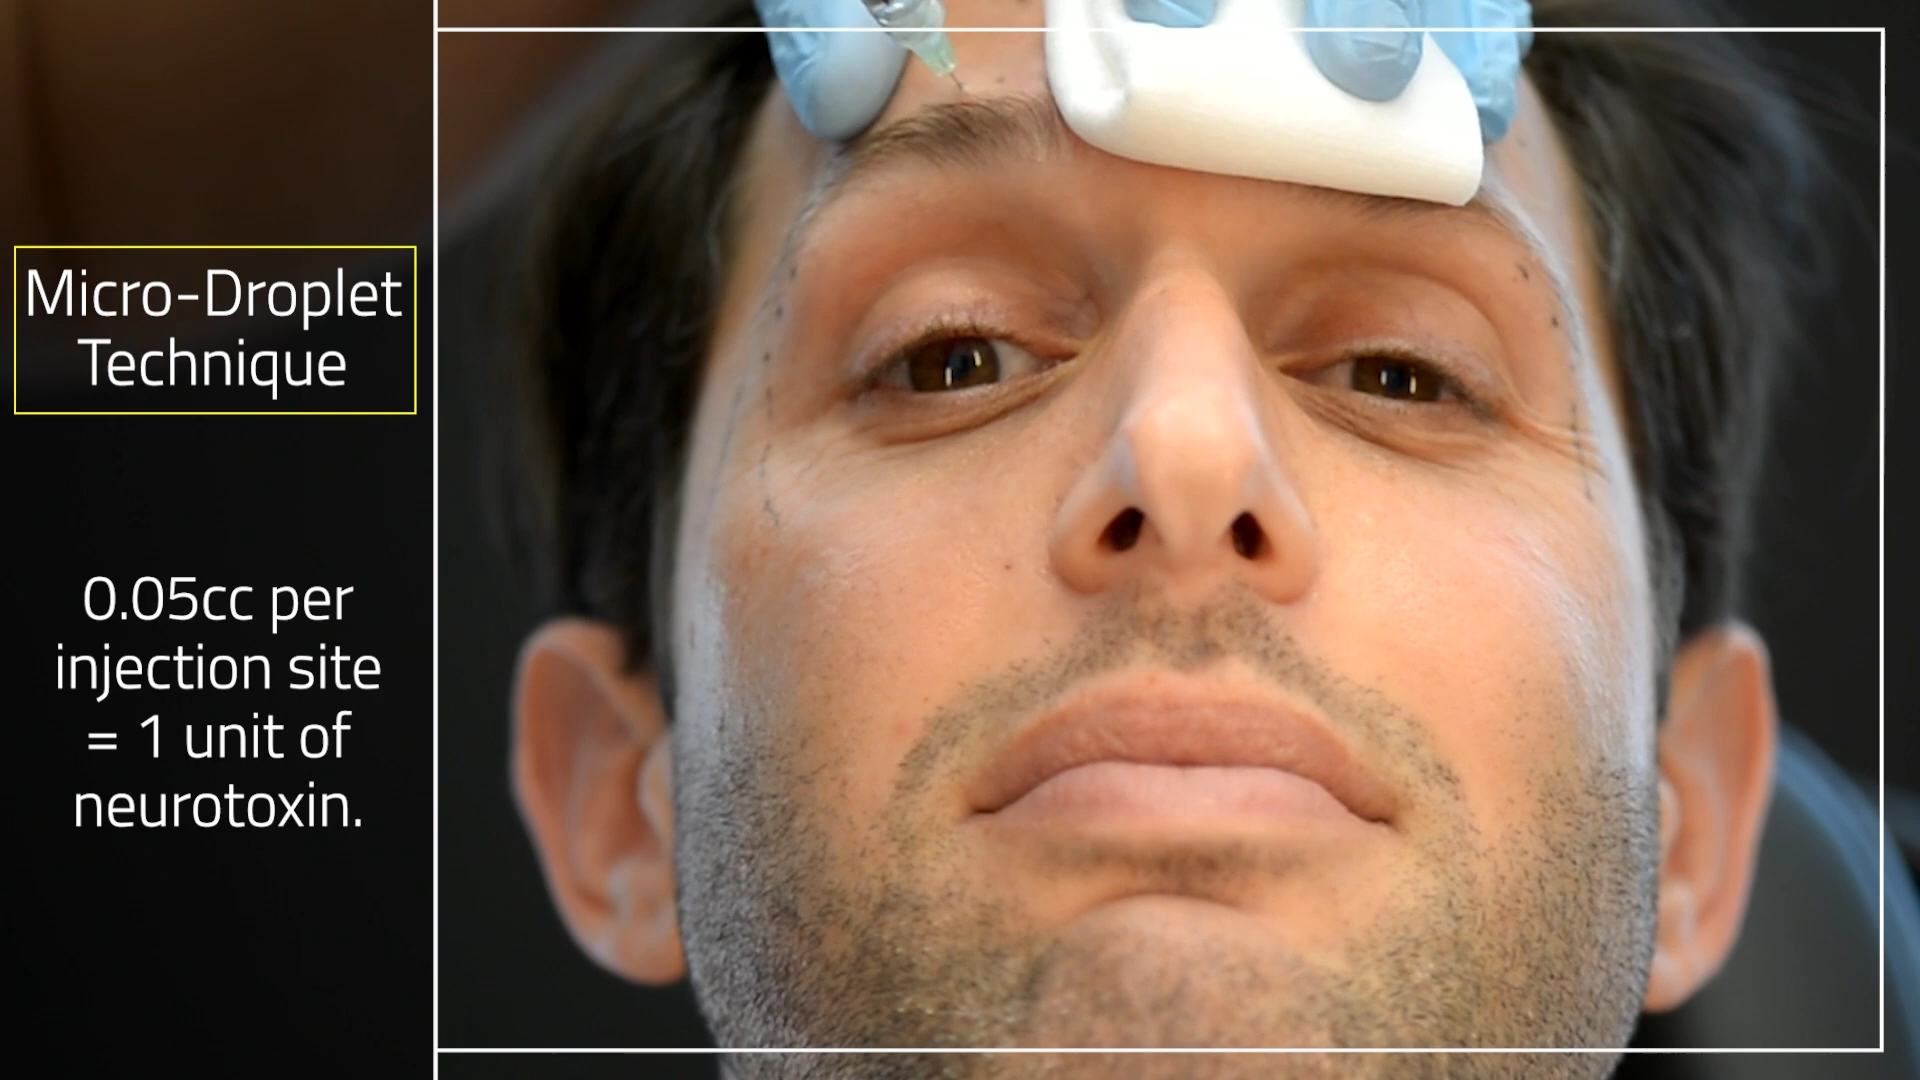 Micro-Droplet
Technique
0.05cc per
injection site
= 1 unit of
neurotoxin.